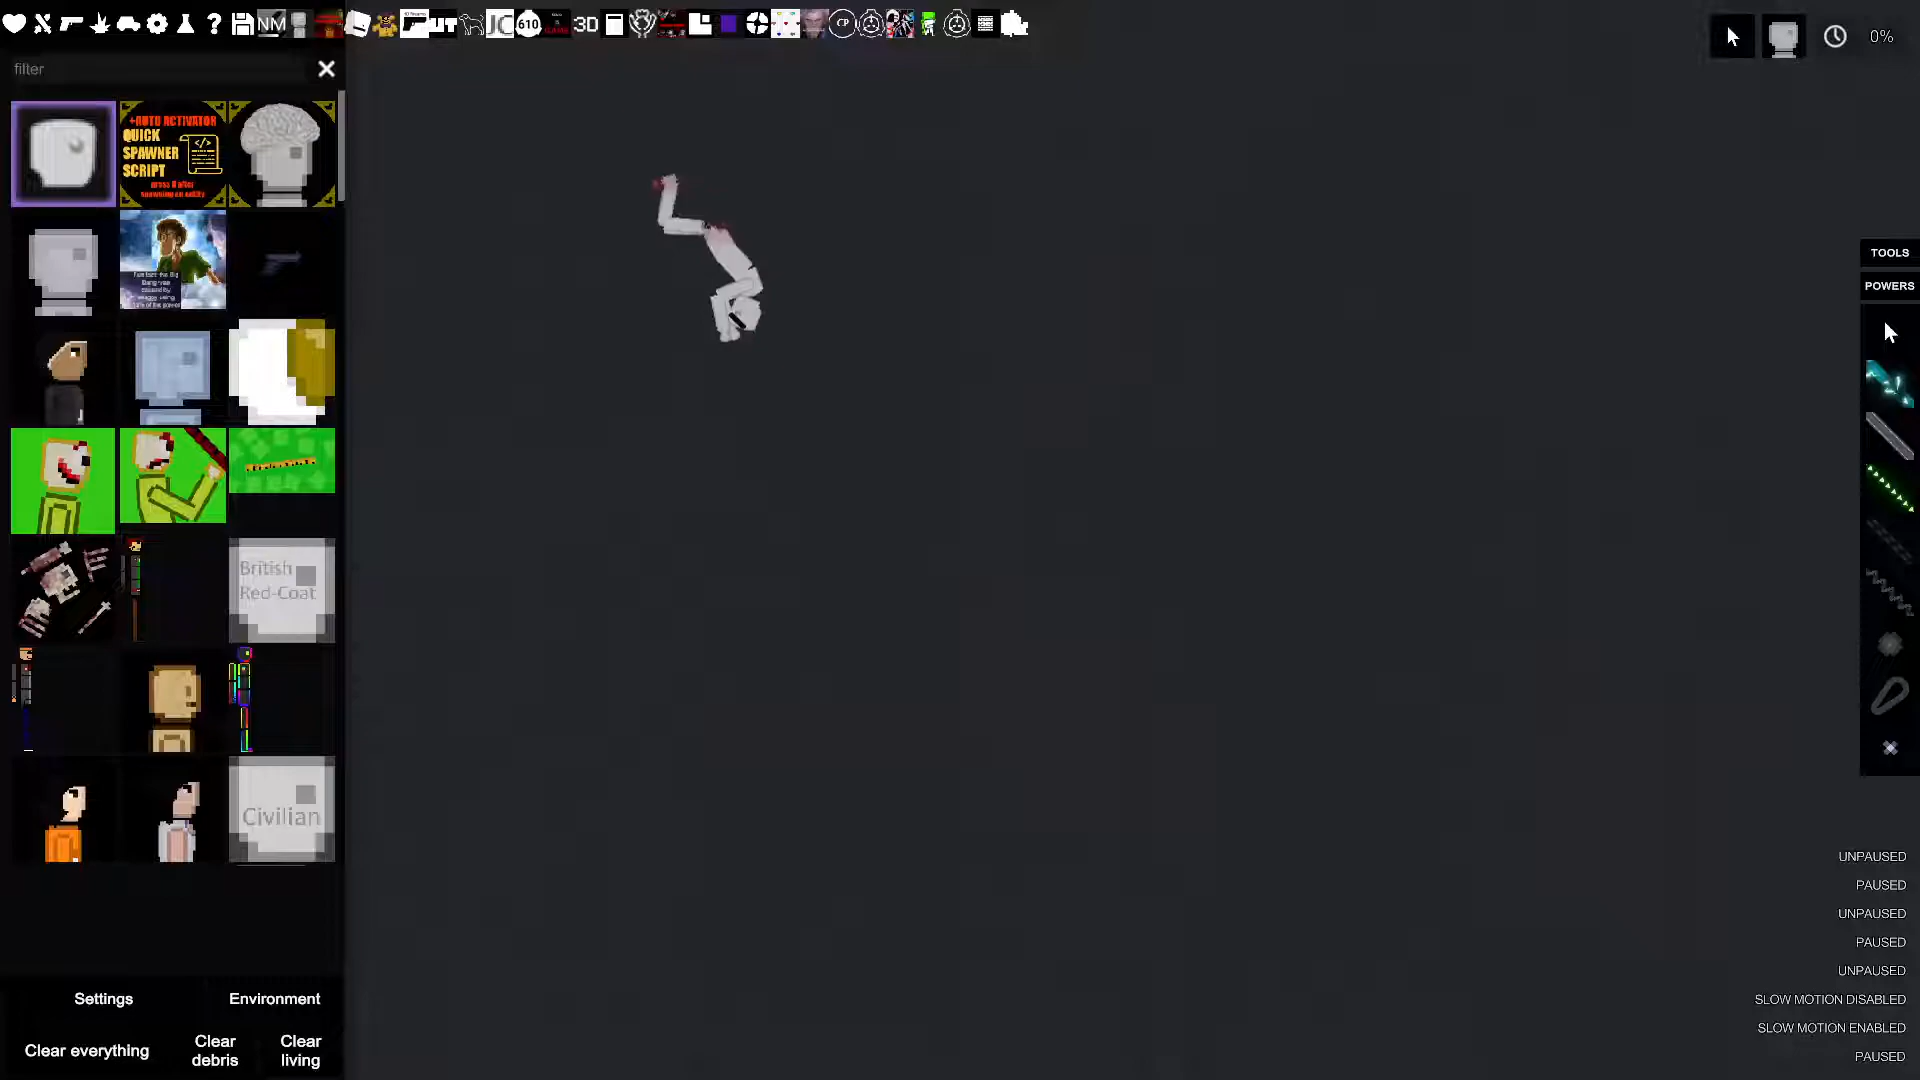 NM
UT
JC
610
3D
CP
0%
filter
+AUTO ACTIVATOR
QUICK
SPAWNER
SCRIPT
British
Red-Coat
Civilian
TOOLS
POWERS
UNPAUSED
PAUSED
UNPAUSED
PAUSED
UNPAUSED
SLOW MOTION DISABLED
SLOW MOTION ENABLED
PAUSED
Settings
Environment
Clear everything
Clear
debris
Clear
living